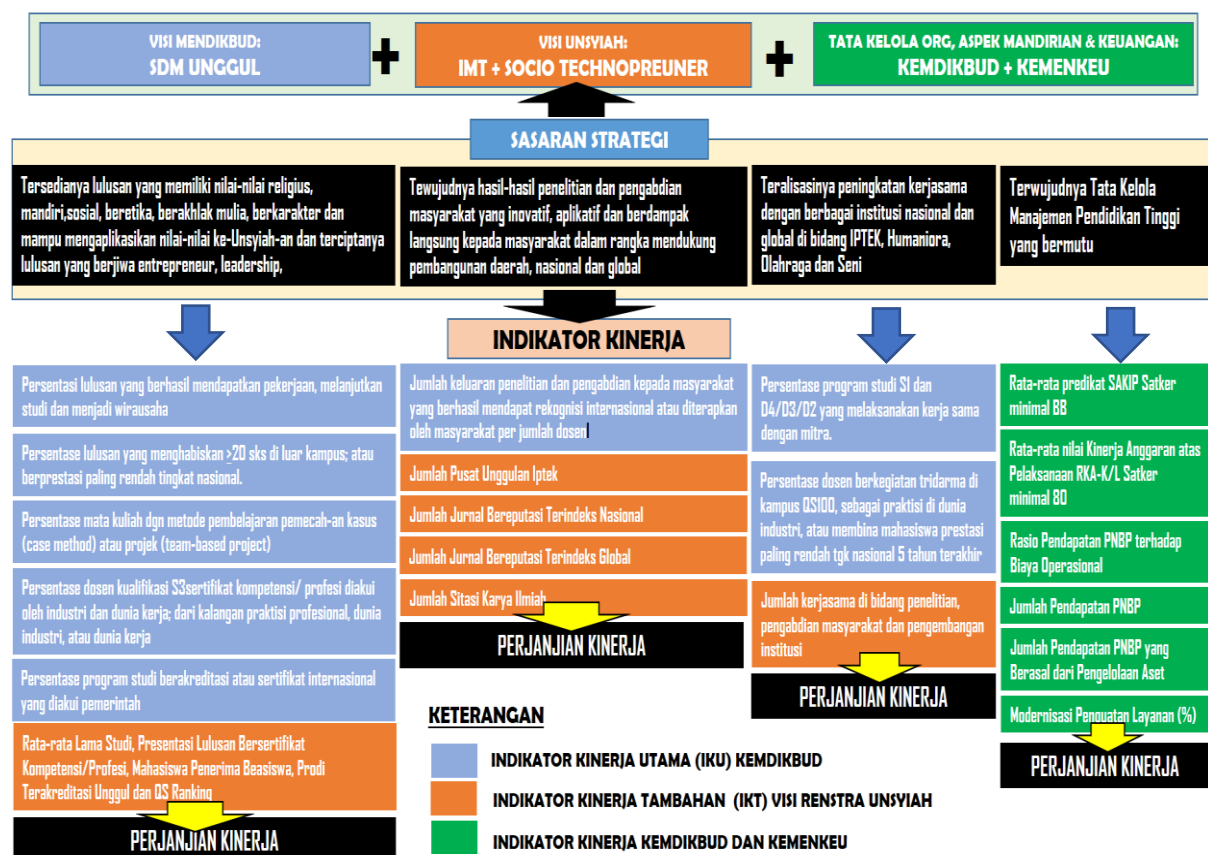 VISI MENDIKBUD:
SDM UNGGUL
+
VISI UNSYIAH:
IMT + SOCIO TECHNOPREUNER
+
TATA KELOLA ORG, ASPEK MANDIRIAN & KEUANGAN:
KEMDIKBUD + KEMENKEU
SASARAN STRATEGI
Tersedianya lulusan yang memiliki nilai-nilai religius,
mandiri,sosial, beretika, berakhlak mulia, berkarakter dan
mampu mengaplikasikan nilai-nilai ke-Unsyiah-an dan terciptanya
lulusan yang berjiwa entrepreneur, leadership,
Tewujudnya hasil-hasil penelitian dan pengabdian
masyarakat yang inovatif, aplikatif dan berdampak
langsung kepada masyarakat dalam rangka mendukung
pembangunan daerah, nasional dan global
Teralisasinya peningkatan kerjasama
dengan berbagai institusi nasional dan
global di bidang IPTEK, Humaniora,
Olahraga dan Seni
Terwujudnya Tata Kelola
Manajemen Pendidikan Tinggi
yang bermutu
INDIKATOR KINERJA
Persentasi lulusan yang berhasil mendapatkan pekerjaan, melanjutkan
studi dan menjadi wirausaha
Persentase lulusan yang menghabiskan >20 sks di luar kampus; atau
berprestasi paling rendah tingkat nasional.
Persentase mata kuliah dgn metode pembelajaran pemecah-an kasus
(case method) atau projek (team-based project)
Persentase dosen kualifikasi S3sertifikat kompetensi/ profesi diakui
oleh industri dan dunia kerja; dari kalangan praktisi profesional, dunia
industri, atau dunia kerja
Persentase program studi berakreditasi atau sertifikat internasional
yang diakui pemerintah
Rata-rata Lama Studi, Presentasi Lulusan Bersertifikat
Kompetensi/Profesi, Mahasiswa Penerima Beasiswa, Prodi
Terakreditasi Unggul dan QS Ranking
PERJANJIAN KINERJA
Jumlah keluaran penelitian dan pengabdian kepada masyarakat
yang berhasil mendapat rekognisi internasional atau diterapkan
oleh masyarakat per jumlah dosen
Jumlah Pusat Unggulan Iptek
Jumlah Jurnal Bereputasi Terindeks Nasional
Jumlah Jurnal Bereputasi Terindeks Global
Jumlah Sitasi Karya Ilmiah
PERJANJIAN KINERJA
Persentase program studi S1 dan
D4/D3/D2 yang melaksanakan kerja sama
dengan mitra.
Persentase dosen berkegiatan tridarma di
kampus QS100, sebagai praktisi di dunia
industri, atau membina mahasiswa prestasi
paling rendah tgk nasional 5 tahun terakhir
Jumlah kerjasama di bidang penelitian,
pengabdian masyarakat dan pengembangan
institusi
PERJANJIAN KINERJA
Rata-rata predikat SAKIP Satker
minimal BB
Rata-rata nilai Kinerja Anggaran atas
Pelaksanaan RKA-K/L Satker
minimal 80
Rasio Pendapatan PNBP terhadap
Biaya Operasional
Jumlah Pendapatan PNBP
Jumlah Pendapatan PNBP yang
Berasal dari Pengelolaan Aset
Modernisasi Penguatan Layanan (%)
PERJANJIAN KINERJA
KETERANGAN
INDIKATOR KINERJA UTAMA (IKU) KEMDIKBUD
INDIKATOR KINERJA TAMBAHAN (IKT) VISI RENSTRA UNSYIAH
INDIKATOR KINERJA KEMDIKBUD DAN KEMENKEU